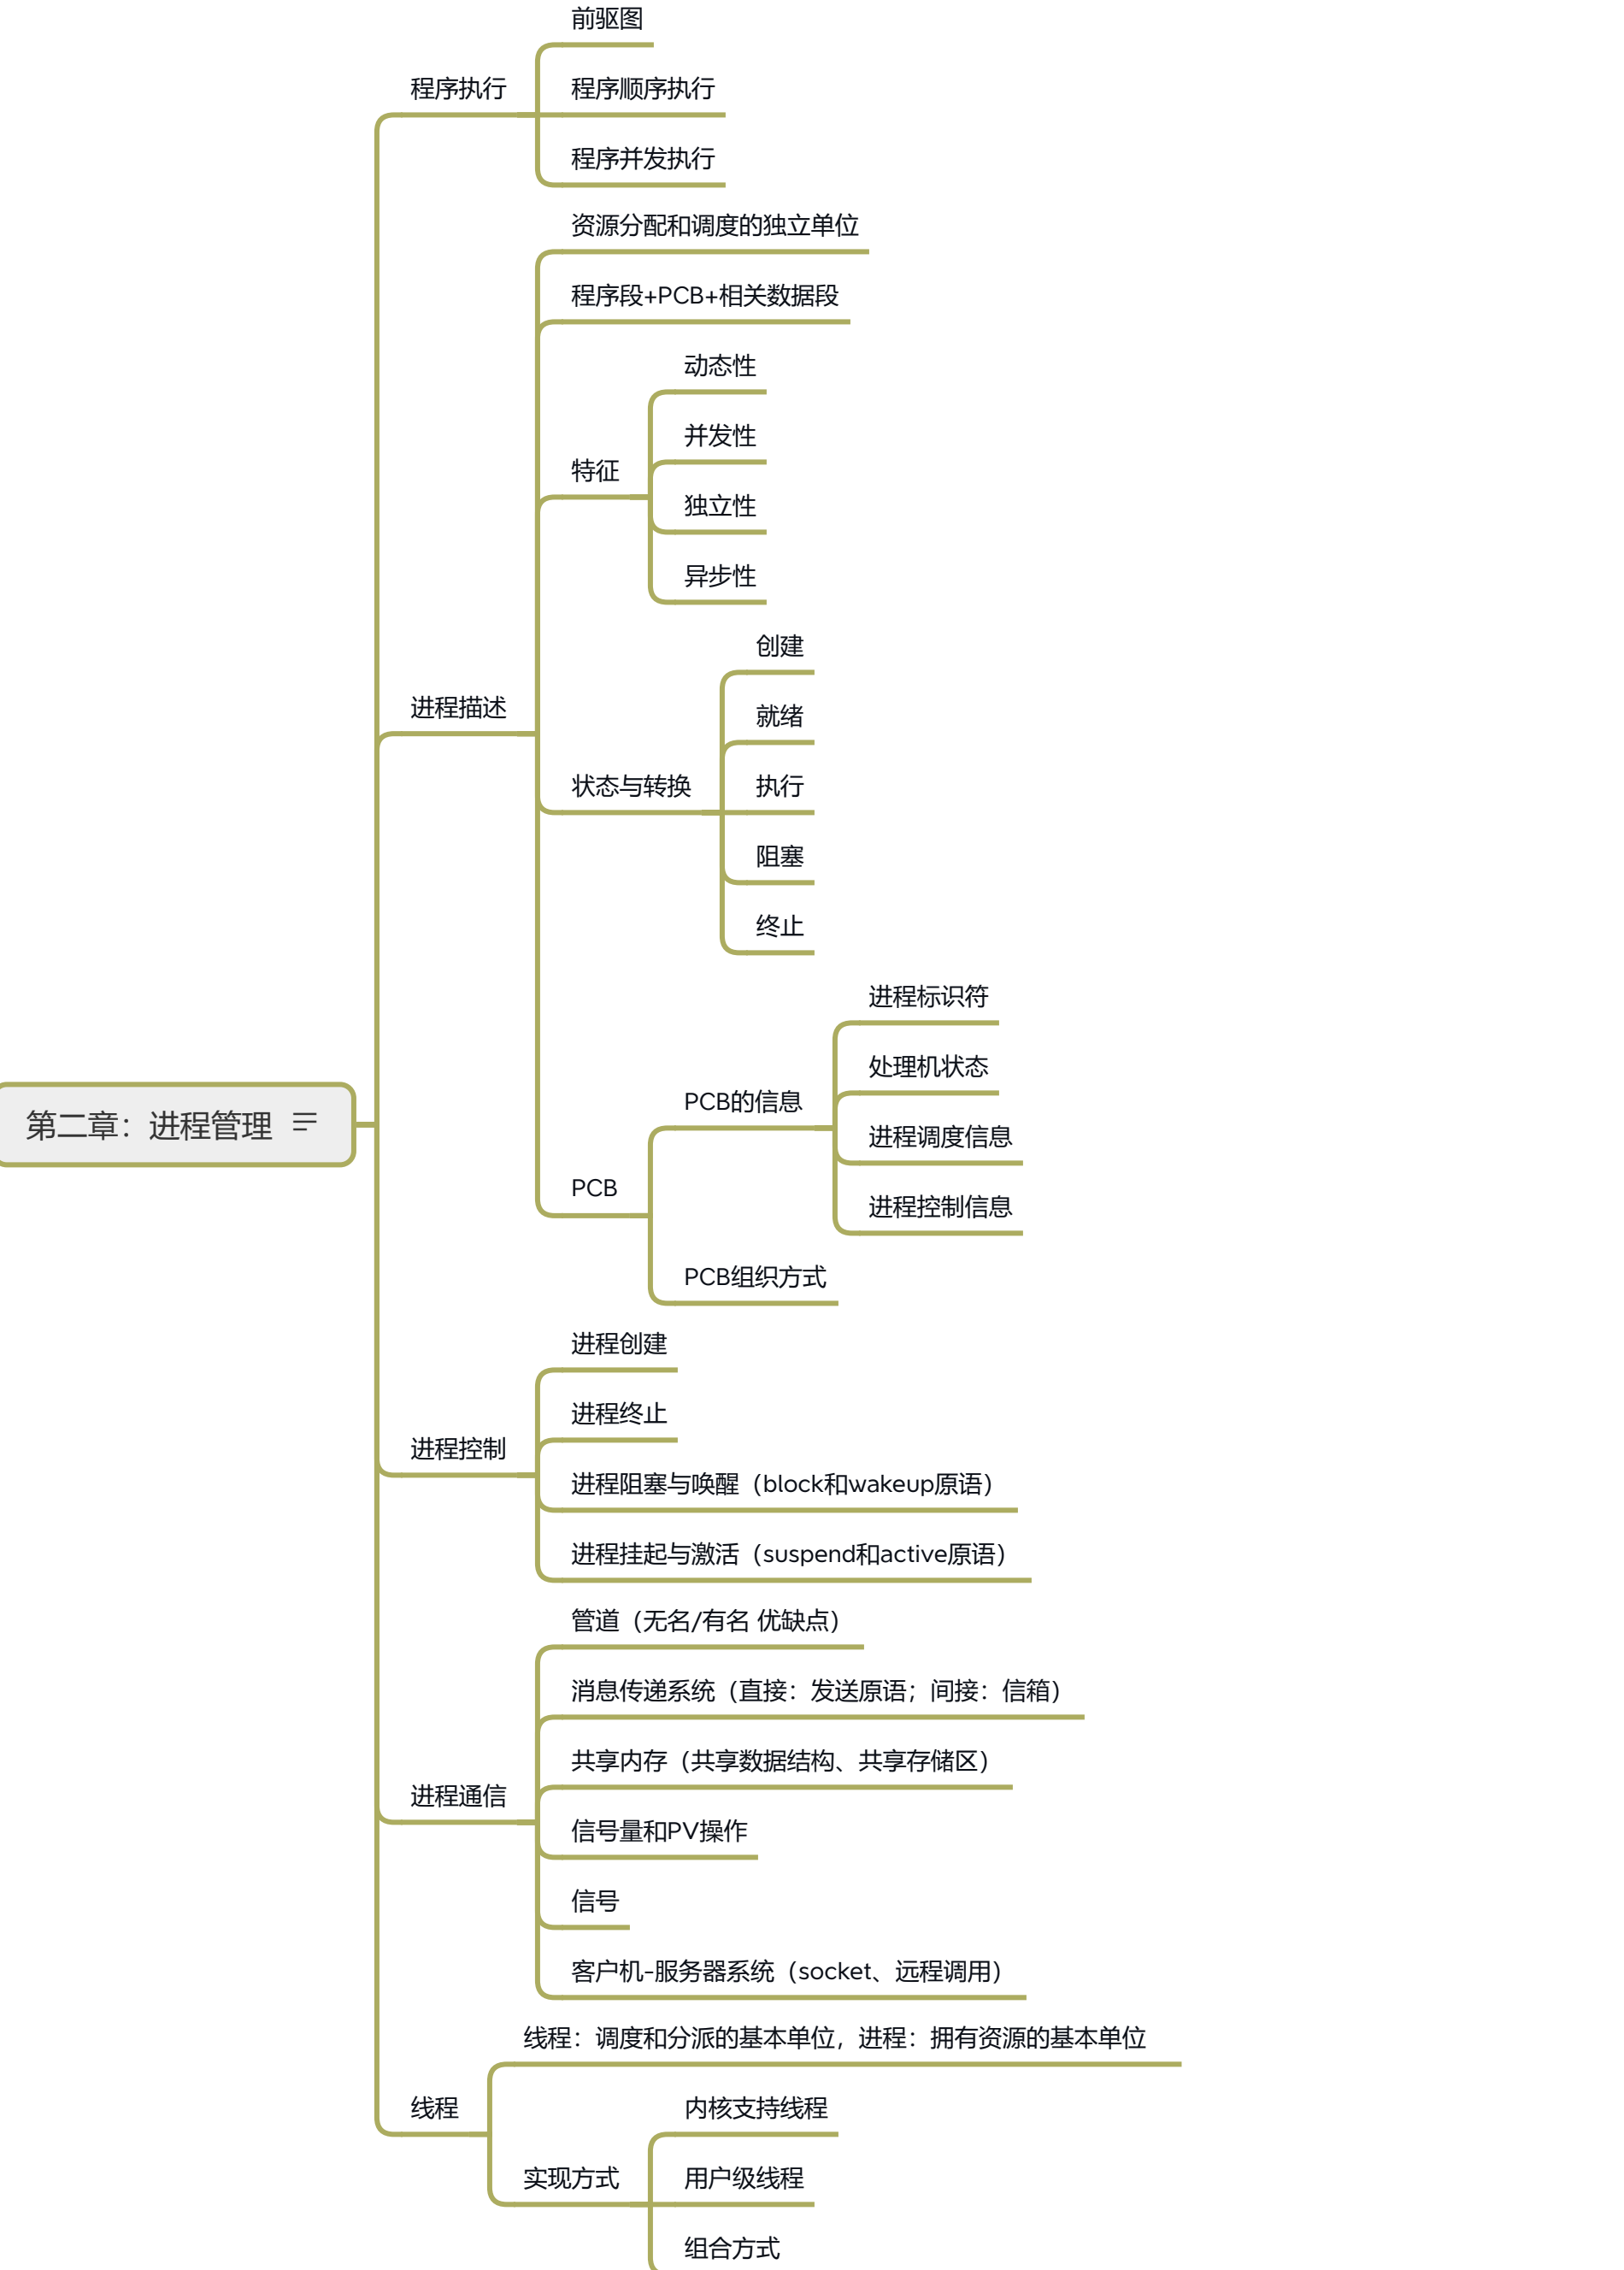 前驱图
程序执行
程序顺序执行
程序并发执行
资源分配和调度的独立单位
程序段+PCB+相关数据段
动态性
并发性
特征
独立性
异步性
创建
进程描述
就绪
状态与转换
执行
阻塞
终止
进程标识符
处理机状态
PCB的信息
第二章：进程管理
进程调度信息
PCB
进程控制信息
PCB组织方式
进程创建
进程终止
进程控制
进程阻塞与唤醒（block和wakeup原语）
进程挂起与激活（suspend和active原语）
管道（无名/有名 优缺点）
消息传递系统（直接：发送原语；间接：信箱）
共享内存（共享数据结构、共享存储区）
进程通信
信号量和PV操作
信号
客户机-服务器系统（socket、远程调用）
线程：调度和分派的基本单位，进程：拥有资源的基本单位
线程
内核支持线程
实现方式
用户级线程
组合方式